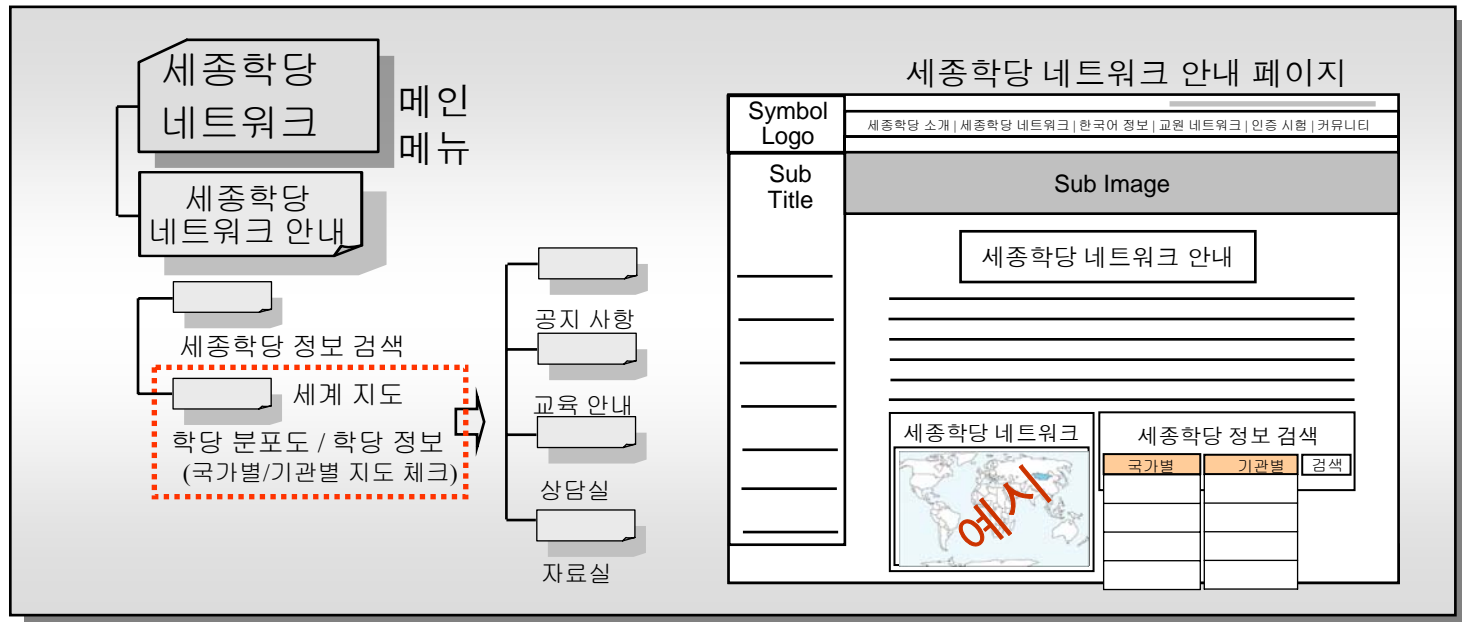 세종학당
네트워크
메인
메뉴
세종학당
네트워크 안내
세종학당 정보 검색
세계 지도
학당 분포도 / 학당 정보
(국가별/기관별 지도 체크)
공지 사항
교육 안내
상담실
자료실
세종학당 네트워크 안내 페이지
Symbol
Logo
세종학당 소개 | 세종학당 네트워크 | 한국어 정보 | 교원 네트워크 | 인증 시험 | 커뮤니티
Sub
Title
Sub Image
세종학당 네트워크 안내
세종학당 네트워크
예시
세종학당 정보 검색
국가별 기관별 검색